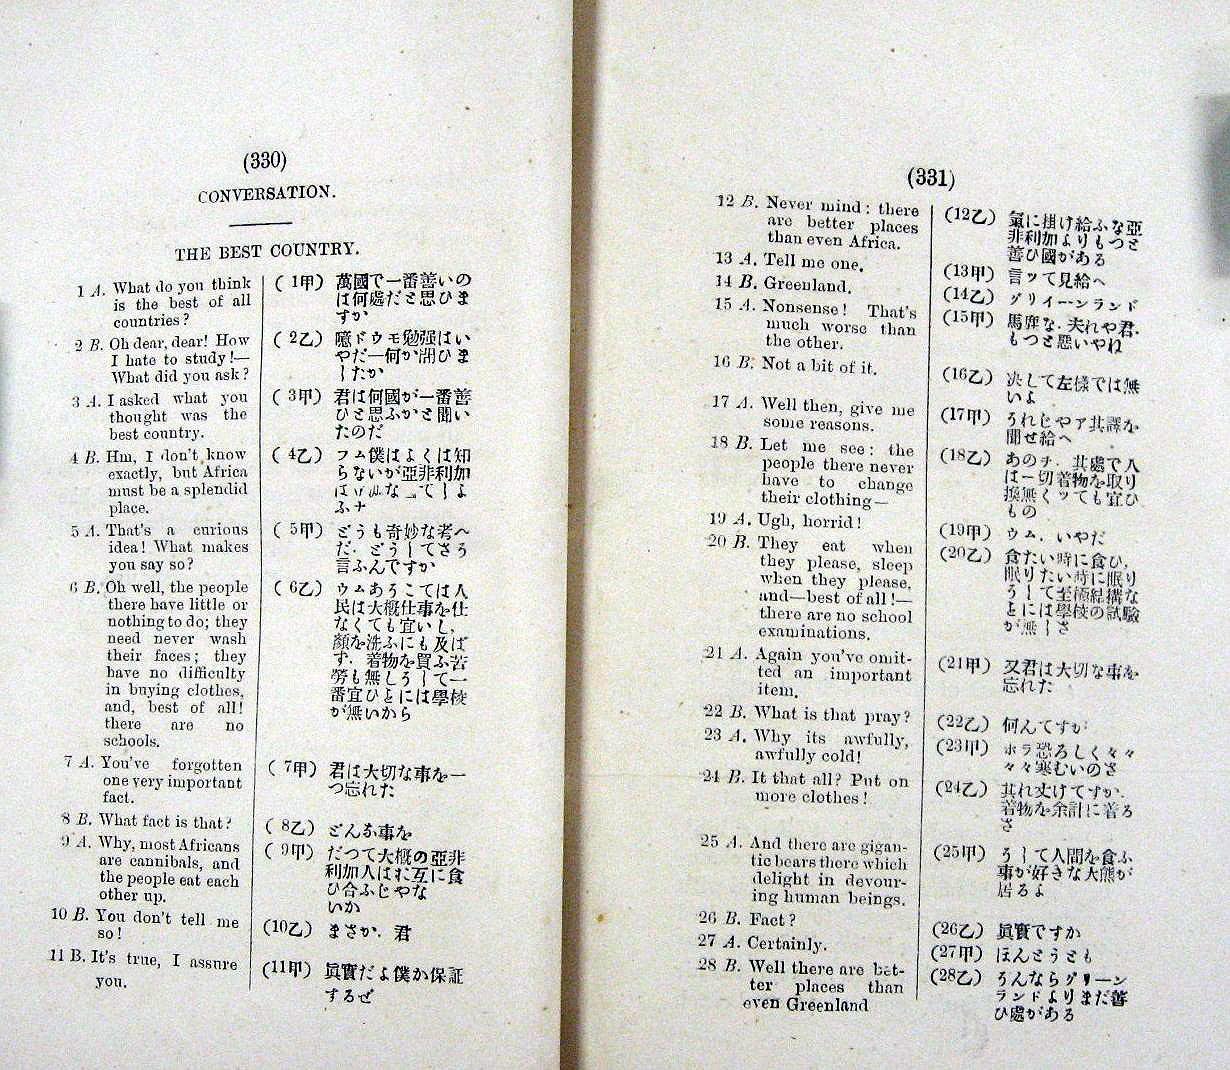 (330)
CONVERSATION.
THE BEST COUNTRY.
1 A. What do you think
is the best of all
countries?
2 B. Oh dear, dear! How
I hate to study!—
What did you ask?
3 A. I asked what you
thought was the
best country.
4 B. Hm, I don't know
exactly, but Africa
must be a splendid
place.
5 A. That's a curious
idea! What makes
you say so?
6 B. Oh well, the people
there have little or
nothing to do; they
need never wash
their faces; they
have no difficulty
in buying clothes,
and, best of all!
there are no
schools.
7 A. You've forgotten
one very important
fact.
8 B. What fact is that?
9 A. Why, most Africans
are cannibals, and
the people eat each
other up.
10 B. You don't tell me
so!
11 B. It's true, I assure
you.
(1甲) 萬國で一番善いの
は何處だと思ひま
すか
(2乙) 噫ドウモ勉强はい
やだ—何か聞ひま
したか
(3甲) 君は何國が一番善
ひと思ふかと聞い
たのだ
(4乙) フム僕はよくは知
らないが亞非利加
(5甲) どうも奇妙な考へ
だ．どうしてさう
言ふんですか
(6乙) ウムあそこては人
民は大概仕事を仕
なくても宜いし，
顏を洗ふにも及ば
ず．着物を買ふ苦
勞も無しそして一
番宜ひことには學校
が無いから
(7甲) 君は大切な事を一
つ忘れた
(8乙) どんな事を
(9甲) だつて大概の亞非
利加人はお互に食
ひ合ふじやな
いか
(10乙) まさか．君
(11甲) 眞實だよ僕か保証
するぜ
(331)
12 B. Never mind: there
are better places
than even Africa.
13 A. Tell me one.
14 B. Greenland.
15 A. Nonsense! That's
much worse than
the other.
16 B. Not a bit of it.
17 A. Well then, give me
some reasons.
18 B. Let me see: the
people there never
have to change
their clothing—
19 A. Ugh, horrid!
20 B. They eat when
they please, sleep
when they please.
and—best of all!—
there are no school
examinations.
21 A. Again you've omit-
ted an important
item.
22 B. What is that pray?
23 A. Why its awfully,
awfully cold!
24 B. It that all? Put on
more clothes!
25 A. And there are gigan-
tic bears there which
delight in devour-
ing human beings.
26 B. Fact?
27 A. Certainly.
28 B. Well there are bet-
ter places than
even Greenland
(12乙) 氣に掛け給ふな亞
非利加よりもつと
善ひ國がある
(13甲) 言ツて見給へ
(14乙) グリイーンランド
(15甲) 馬鹿な．夫れや君．
もつと惡いやね
(16乙) 决して左樣では無
いよ
(17甲) それじやア其譯を
聞せ給へ
(18乙) あの子．其處で人
は一切着物を取り
換無くツても宜ひ
もの
(19甲) ウム．いやだ
(20乙) 食たい時に食ひ，
眠りたい時に眠り
そして至極結構な
ことには學校の試驗
が無しさ
(21甲) 又君は大切な事を
忘れた
(22乙) 何んてすか
(23甲) ホラ恐ろしく々々
々々寒むいのさ
(24乙) 其れ丈けてすか．
着物を余計に着る
さ
(25甲) そして人間を食ふ
事が好きな大熊が
居るよ
(26乙) 眞實ですか
(27甲) ほんとうとも
(28乙) そんならグリーン
ランドよりまだ善
ひ處がある